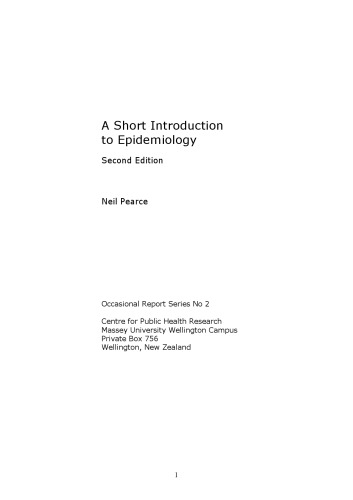 A Short Introduction
to Epidemiology
Second Edition
Neil Pearce
Occasional Report Series No 2
Centre for Public Health Research
Massey University Wellington Campus
Private Box 756
Wellington, New Zealand
1